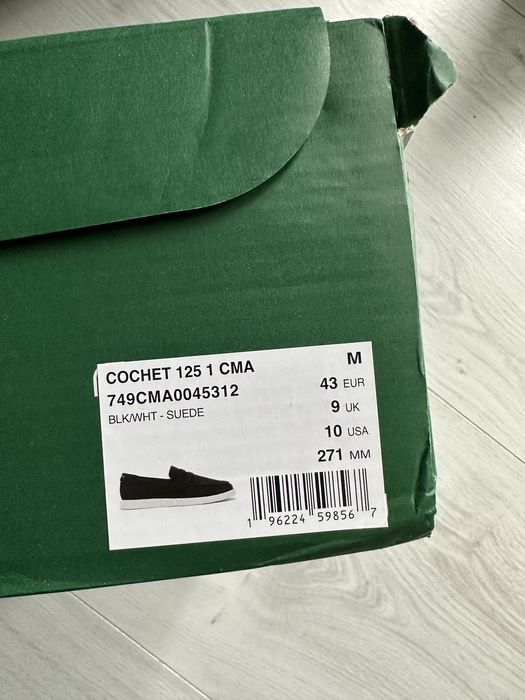 COCHET 125 1 CMA
749CMA0045312
BLK/WHT - SUEDE
M
43 EUR
9 UK
10 USA
271 MM
1 96224 59856 7